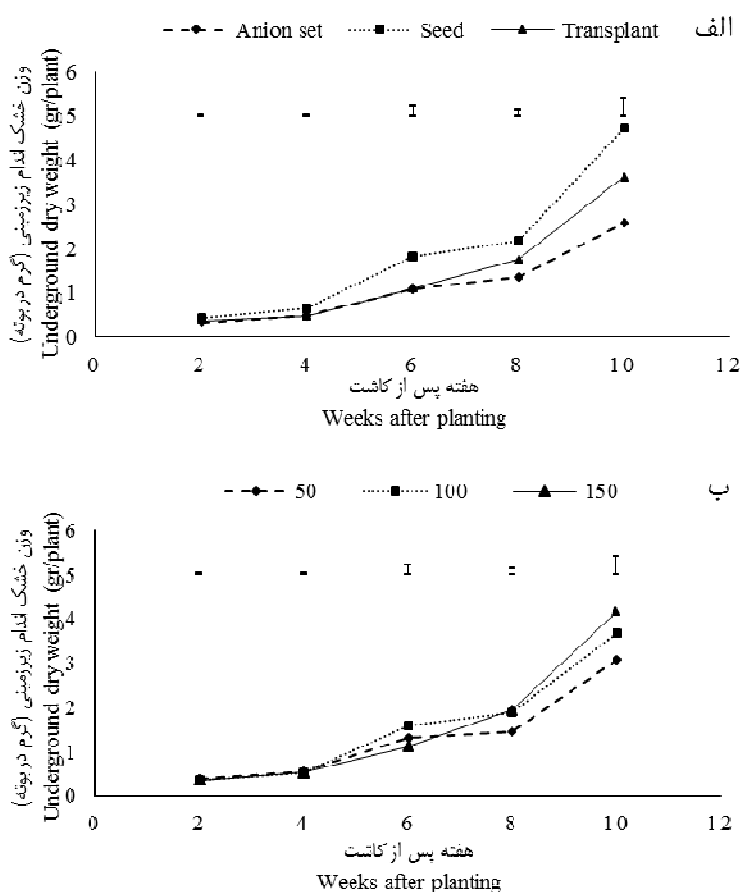 Anion set Seed Transplant الف
وزن خشک اندام زیرزمینی (گرم در بوته)
Underground dry weight (gr/plant)
6
5
4
3
2
1
0
0 2 4 6 8 10 12
هفته پس از کاشت
Weeks after planting
50 100 150 ب
وزن خشک اندام زیرزمینی (گرم در بوته)
Underground dry weight (gr/plant)
6
5
4
3
2
1
0
0 2 4 6 8 10 12
هفته پس از کاشت
Weeks after planting